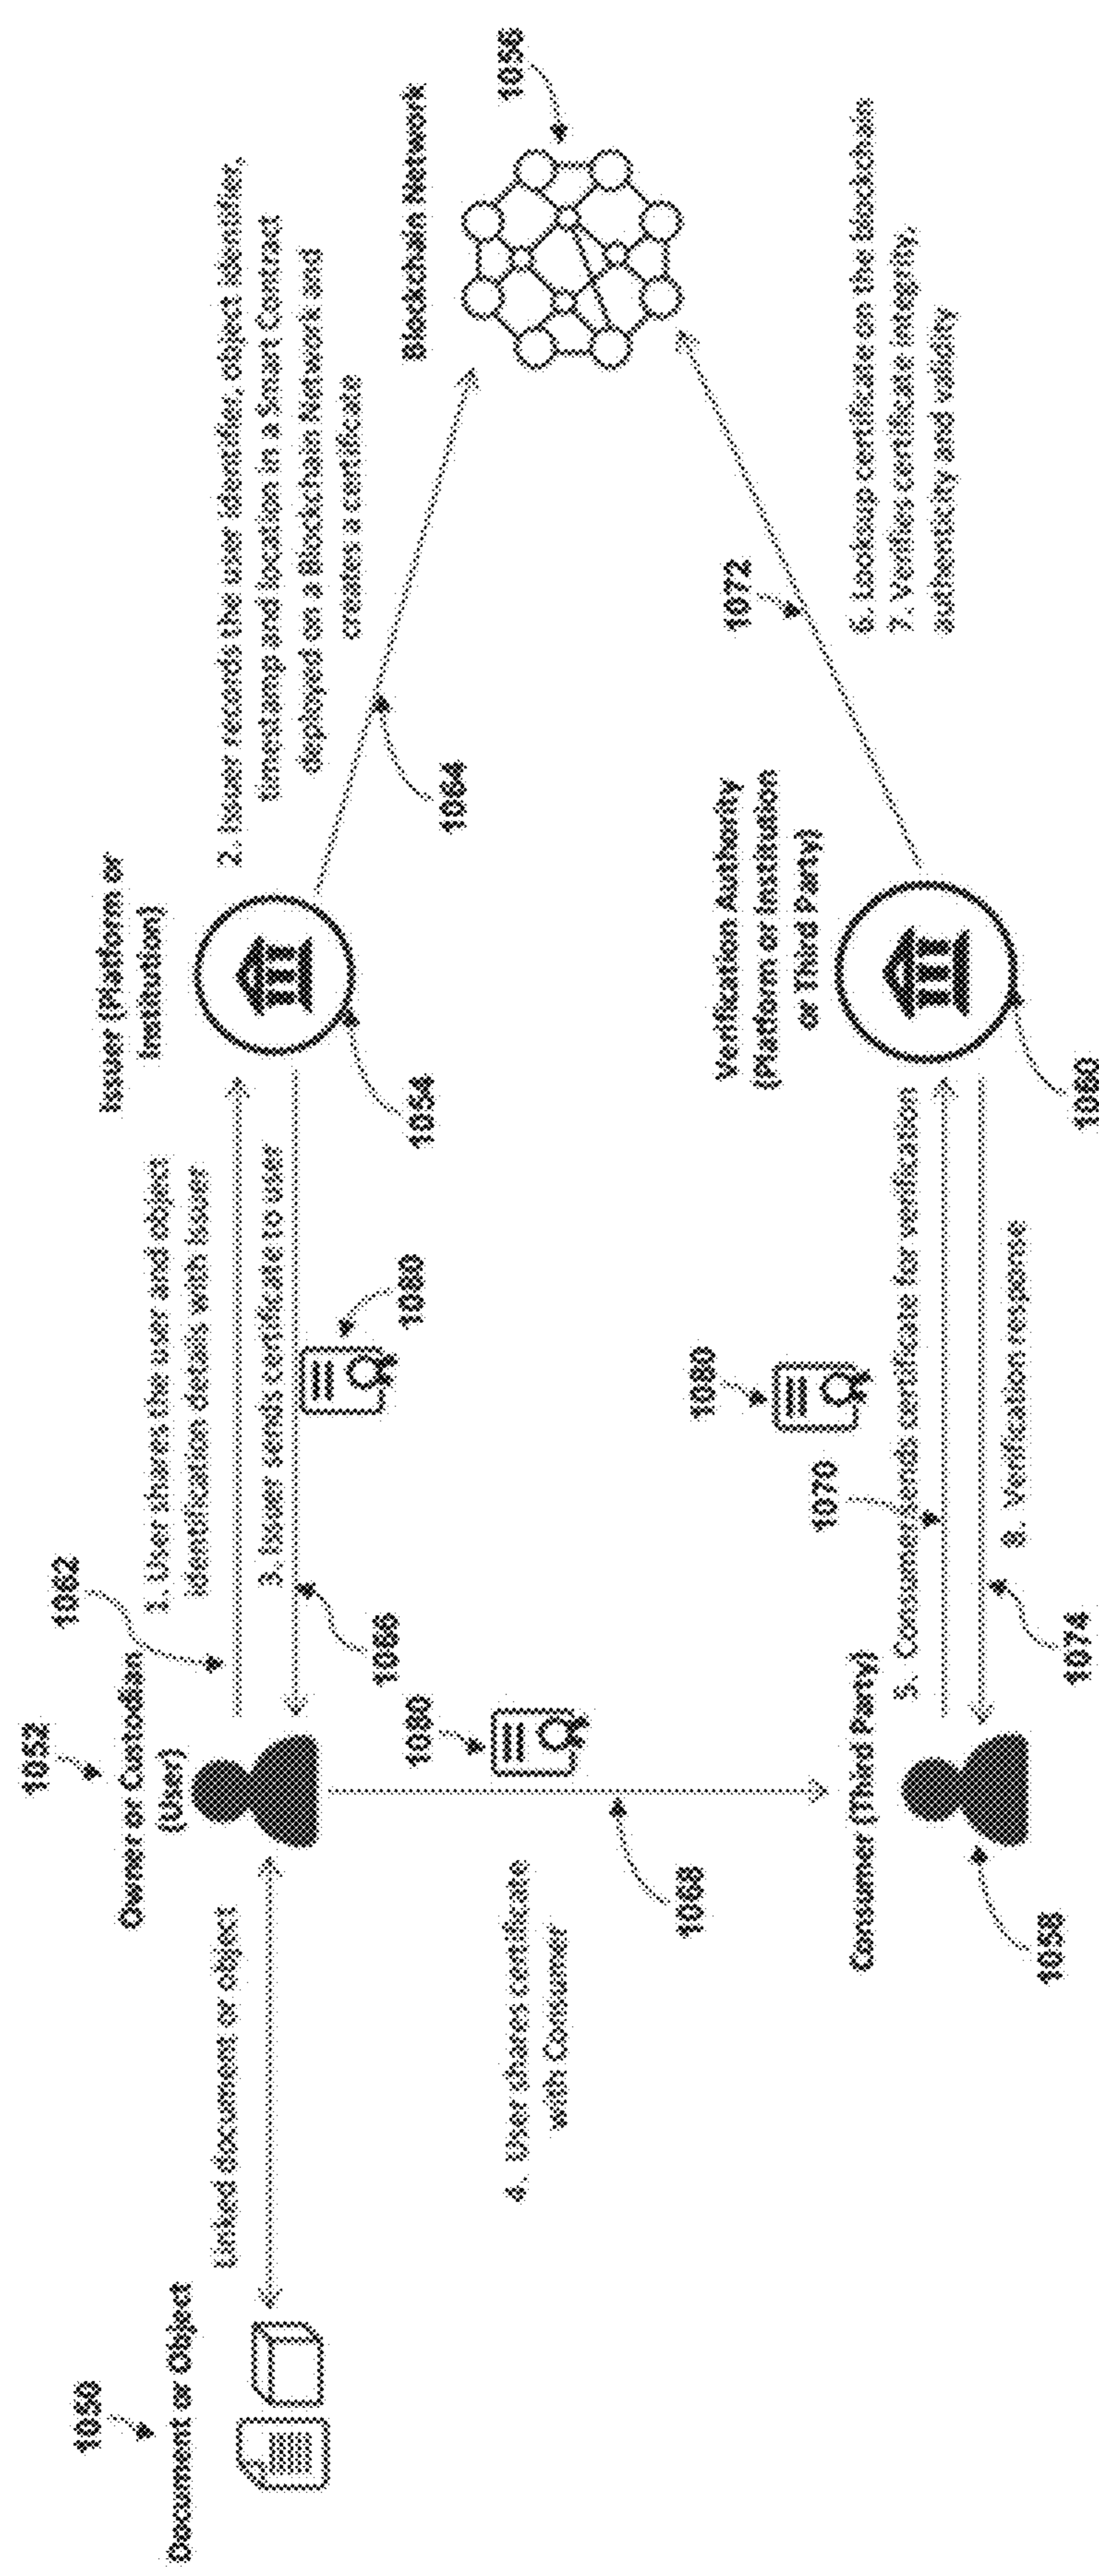 1050
Document or Object
Linked document or object
1052
Owner or Custodian
(User)
1062
1. User shares the user and object
identification details with Issuer
3. Issuer sends certificate to user
1066
1080
Issuer (Platform or
Institution)
1054
2. Issuer records the user identifier, object identifier,
timestamp and location in a Smart Contract
deployed on a Blockchain Network and
creates a certificate
1064
Blockchain Network
1056
4. User shares certificate
with Consumer
1068
1080
Consumer (Third Party)
1058
5. Consumer sends certificate for verification
1070
1080
8. Verification response
1074
Verification Authority
(Platform or Institution
or Third Party)
1060
1072
6. Lookup certificate on the blockchain
7. Verifies certificate integrity,
authenticity and validity